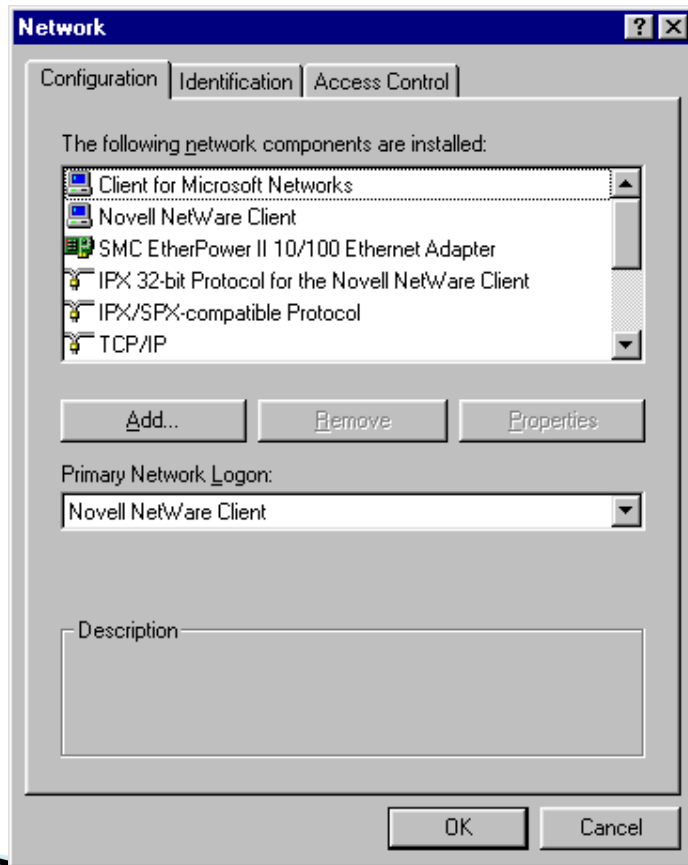 Network
Configuration Identification Access Control
The following network components are installed:
Client for Microsoft Networks
Novell NetWare Client
SMC EtherPower II 10/100 Ethernet Adapter
IPX 32-bit Protocol for the Novell NetWare Client
IPX/SPX-compatible Protocol
TCP/IP
Add... Remove Properties
Primary Network Logon:
Novell NetWare Client
Description
OK Cancel